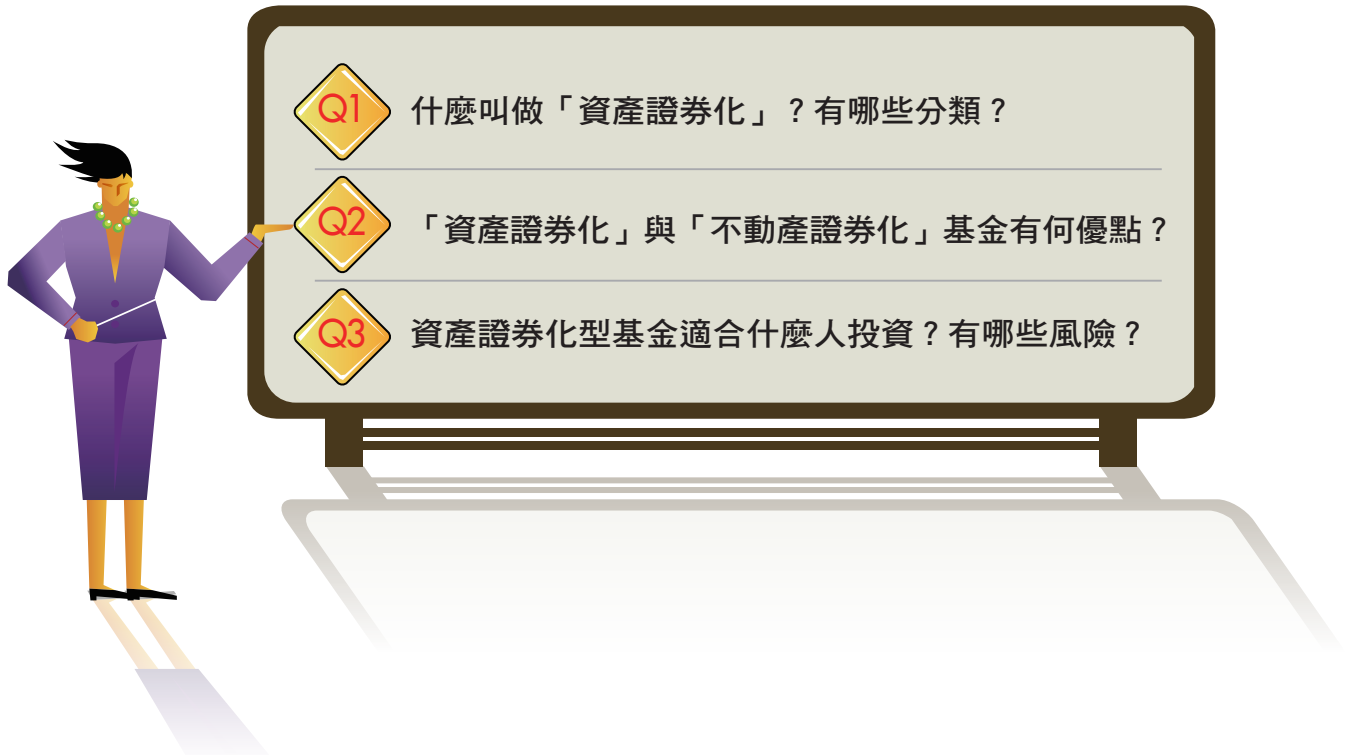 Q1 什麼叫做「資產證券化」？有哪些分類？
Q2 「資產證券化」與「不動產證券化」基金有何優點？
Q3 資產證券化型基金適合什麼人投資？有哪些風險？